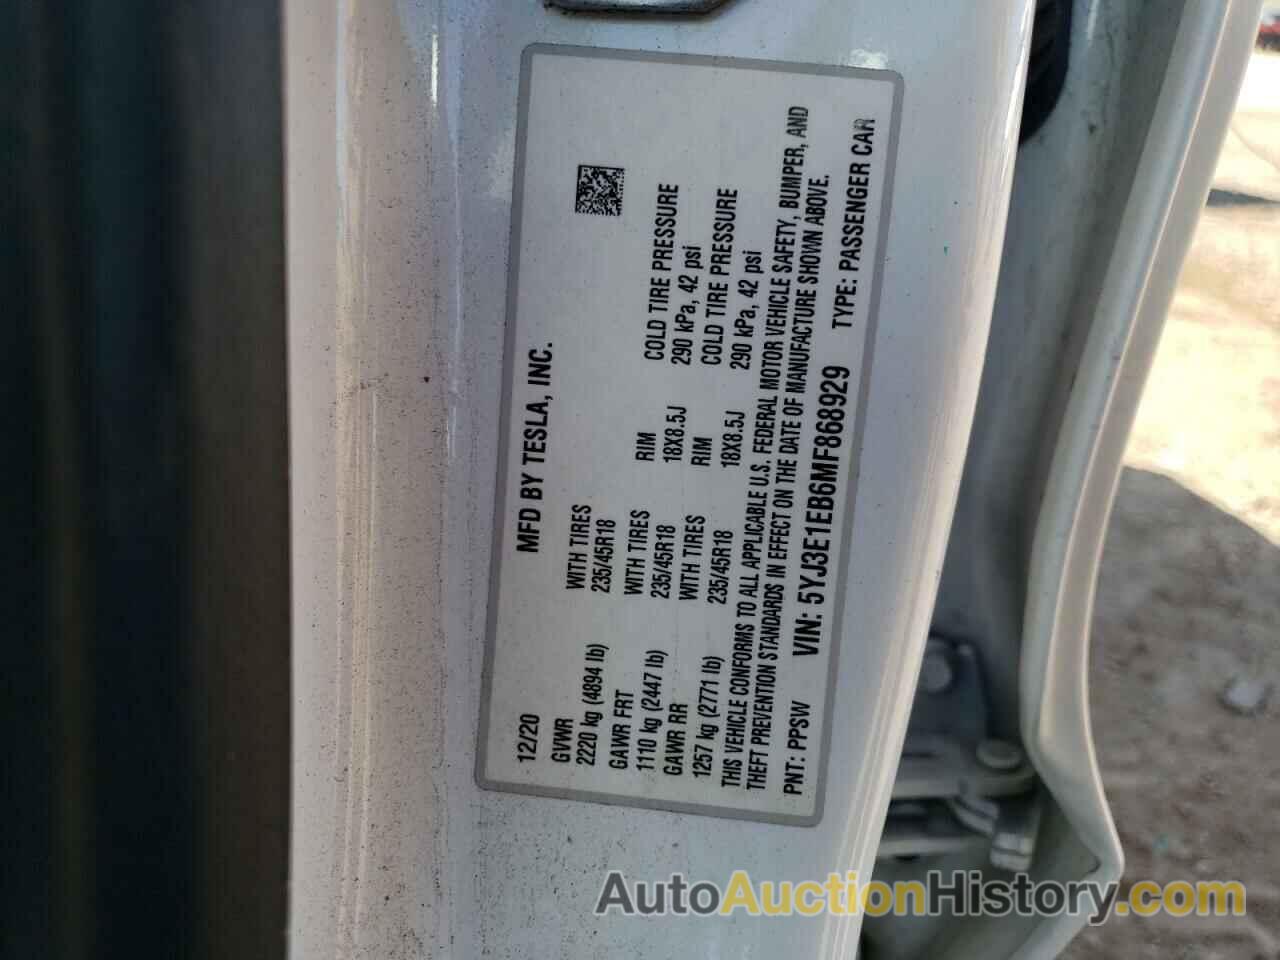 MFD BY TESLA, INC.
12/20
GVWR
2220 kg (4894 lb)
WITH TIRES
235/45R18
GAWR FRT
1110 kg (2447 lb)
WITH TIRES
235/45R18
RIM
18X8.5J
COLD TIRE PRESSURE
290 kPa, 42 psi
GAWR RR
1257 kg (2771 lb)
WITH TIRES
235/45R18
RIM
18X8.5J
COLD TIRE PRESSURE
290 kPa, 42 psi
THIS VEHICLE CONFORMS TO ALL APPLICABLE U.S. FEDERAL MOTOR VEHICLE SAFETY, BUMPER, AND
THEFT PREVENTION STANDARDS IN EFFECT ON THE DATE OF MANUFACTURE SHOWN ABOVE.
PNT: PPSW VIN: 5YJ3E1EB6MF868929 TYPE: PASSENGER CAR
AutoAuctionHistory.com